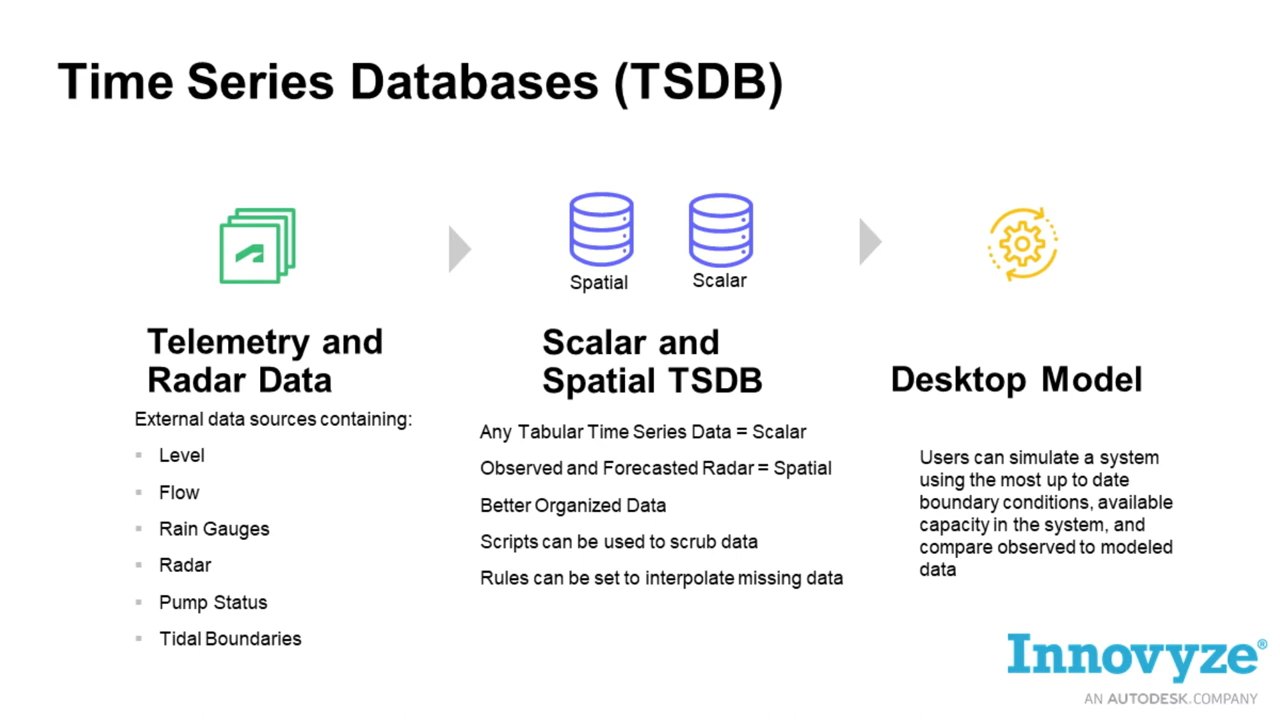 Time Series Databases (TSDB)
Spatial
Scalar
Telemetry and
Radar Data
External data sources containing:
Level
Flow
Rain Gauges
Radar
Pump Status
Tidal Boundaries
Scalar and
Spatial TSDB
Any Tabular Time Series Data = Scalar
Observed and Forecasted Radar = Spatial
Better Organized Data
Scripts can be used to scrub data
Rules can be set to interpolate missing data
Desktop Model
Users can simulate a system
using the most up to date
boundary conditions, available
capacity in the system, and
compare observed to modeled
data
Innovyze®
AN AUTODESK. COMPANY